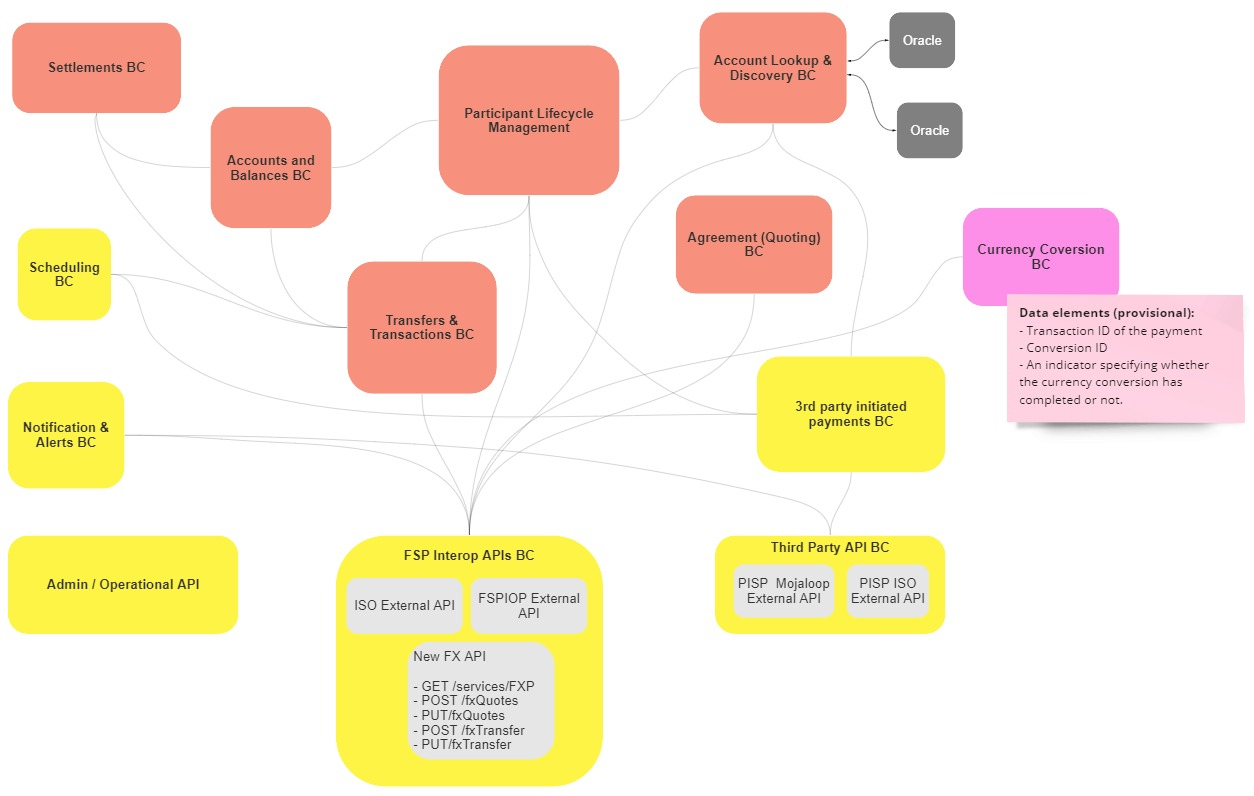 Settlements BC
Accounts and
Balances BC
Participant Lifecycle
Management
Account Lookup &
Discovery BC
Oracle
Oracle
Agreement (Quoting)
BC
Currency Coversion
BC
Data elements (provisional):
- Transaction ID of the payment
- Conversion ID
- An indicator specifying whether
the currency conversion has
completed or not.
Scheduling
BC
Transfers &
Transactions BC
Notification &
Alerts BC
3rd party initiated
payments BC
Admin / Operational API
FSP Interop APIs BC
ISO External API
FSPIOP External
API
New FX API
- GET /services/FXP
- POST /fxQuotes
- PUT/fxQuotes
- POST /fxTransfer
- PUT/fxTransfer
Third Party API BC
PISP  Mojaloop
External API
PISP ISO
External API